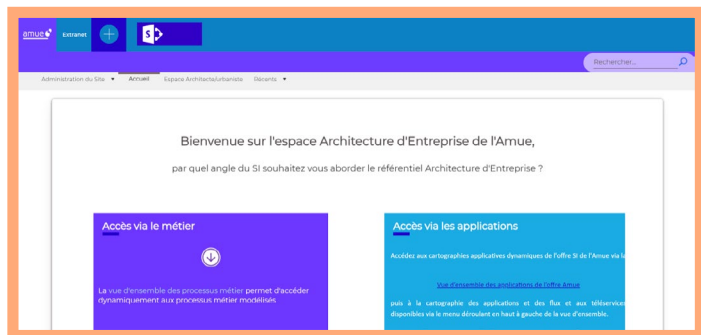 amue
Extranet
S
Rechercher...
Administration du Site
Accueil
Espace Architecte/urbaniste
Récents
Bienvenue sur l'espace Architecture d'Entreprise de l'Amue,
par quel angle du SI souhaitez vous aborder le référentiel Architecture d'Entreprise ?
Accès via le métier
La vue d'ensemble des processus métier permet d'accéder
dynamiquement aux processus métier modélisés
Accès via les applications
Accédez aux cartographies applicatives dynamiques de l'offre SI de l'Amue via la
Vue d'ensemble des applications de l'offre Amue
puis à la cartographie des applications et des flux et aux téléservices
disponibles via le menu déroulant en haut à gauche de la vue d'ensemble.